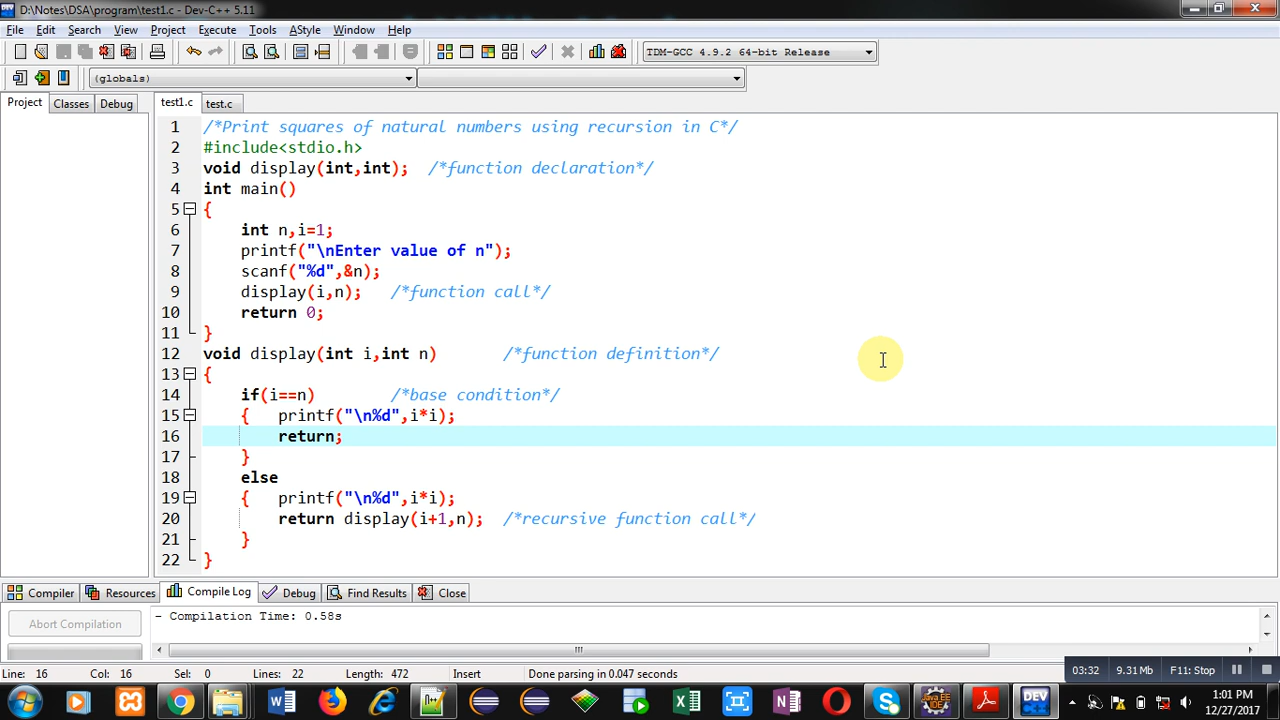 D:\Notes\DSA\program\test1.c - Dev-C++ 5.11
File Edit Search View Project Execute Tools AStyle Window Help
TDM-GCC 4.9.2 64-bit Release
(globals)
Project Classes Debug test1.c test.c
1 /*Print squares of natural numbers using recursion in C*/
2 #include<stdio.h>
3 void display(int,int); /*function declaration*/
4 int main()
5 {
6 int n,i=1;
7 printf("\nEnter value of n");
8 scanf("%d",&n);
9 display(i,n); /*function call*/
10 return 0;
11 }
12 void display(int i,int n) /*function definition*/
13 {
14 if(i==n) /*base condition*/
15 { printf("\n%d",i*i);
16 return;
17 }
18 else
19 { printf("\n%d",i*i);
20 return display(i+1,n); /*recursive function call*/
21 }
22 }
Compiler Resources Compile Log Debug Find Results Close
Abort Compilation
- Compilation Time: 0.58s
Line: 16 Col: 16 Sel: 0 Lines: 22 Length: 472 Insert Done parsing in 0.047 seconds
03:32 9.31 Mb F11: Stop
DEV
1:01 PM
12/27/2017